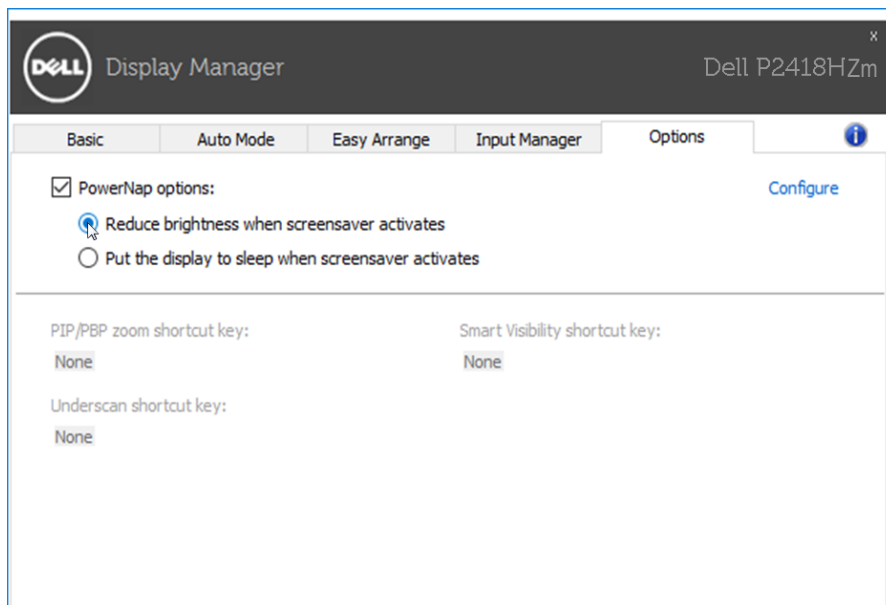 x
DELL Display Manager Dell P2418HZm
Basic Auto Mode Easy Arrange Input Manager Options i
PowerNap options: Configure
Reduce brightness when screensaver activates
Put the display to sleep when screensaver activates
PIP/PBP zoom shortcut key: Smart Visibility shortcut key:
None None
Underscan shortcut key:
None